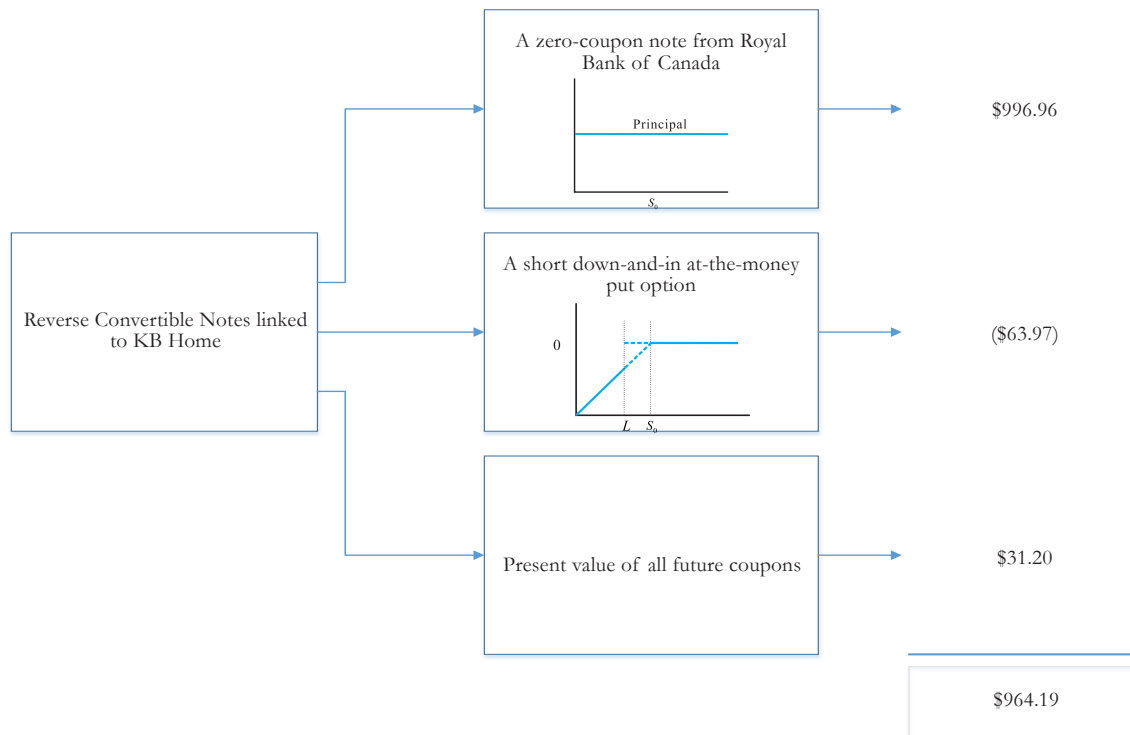 A zero-coupon note from Royal
Bank of Canada
Principal
S₀
$996.96
Reverse Convertible Notes linked
to KB Home
A short down-and-in at-the-money
put option
0
L S₀
($63.97)
Present value of all future coupons
$31.20
$964.19